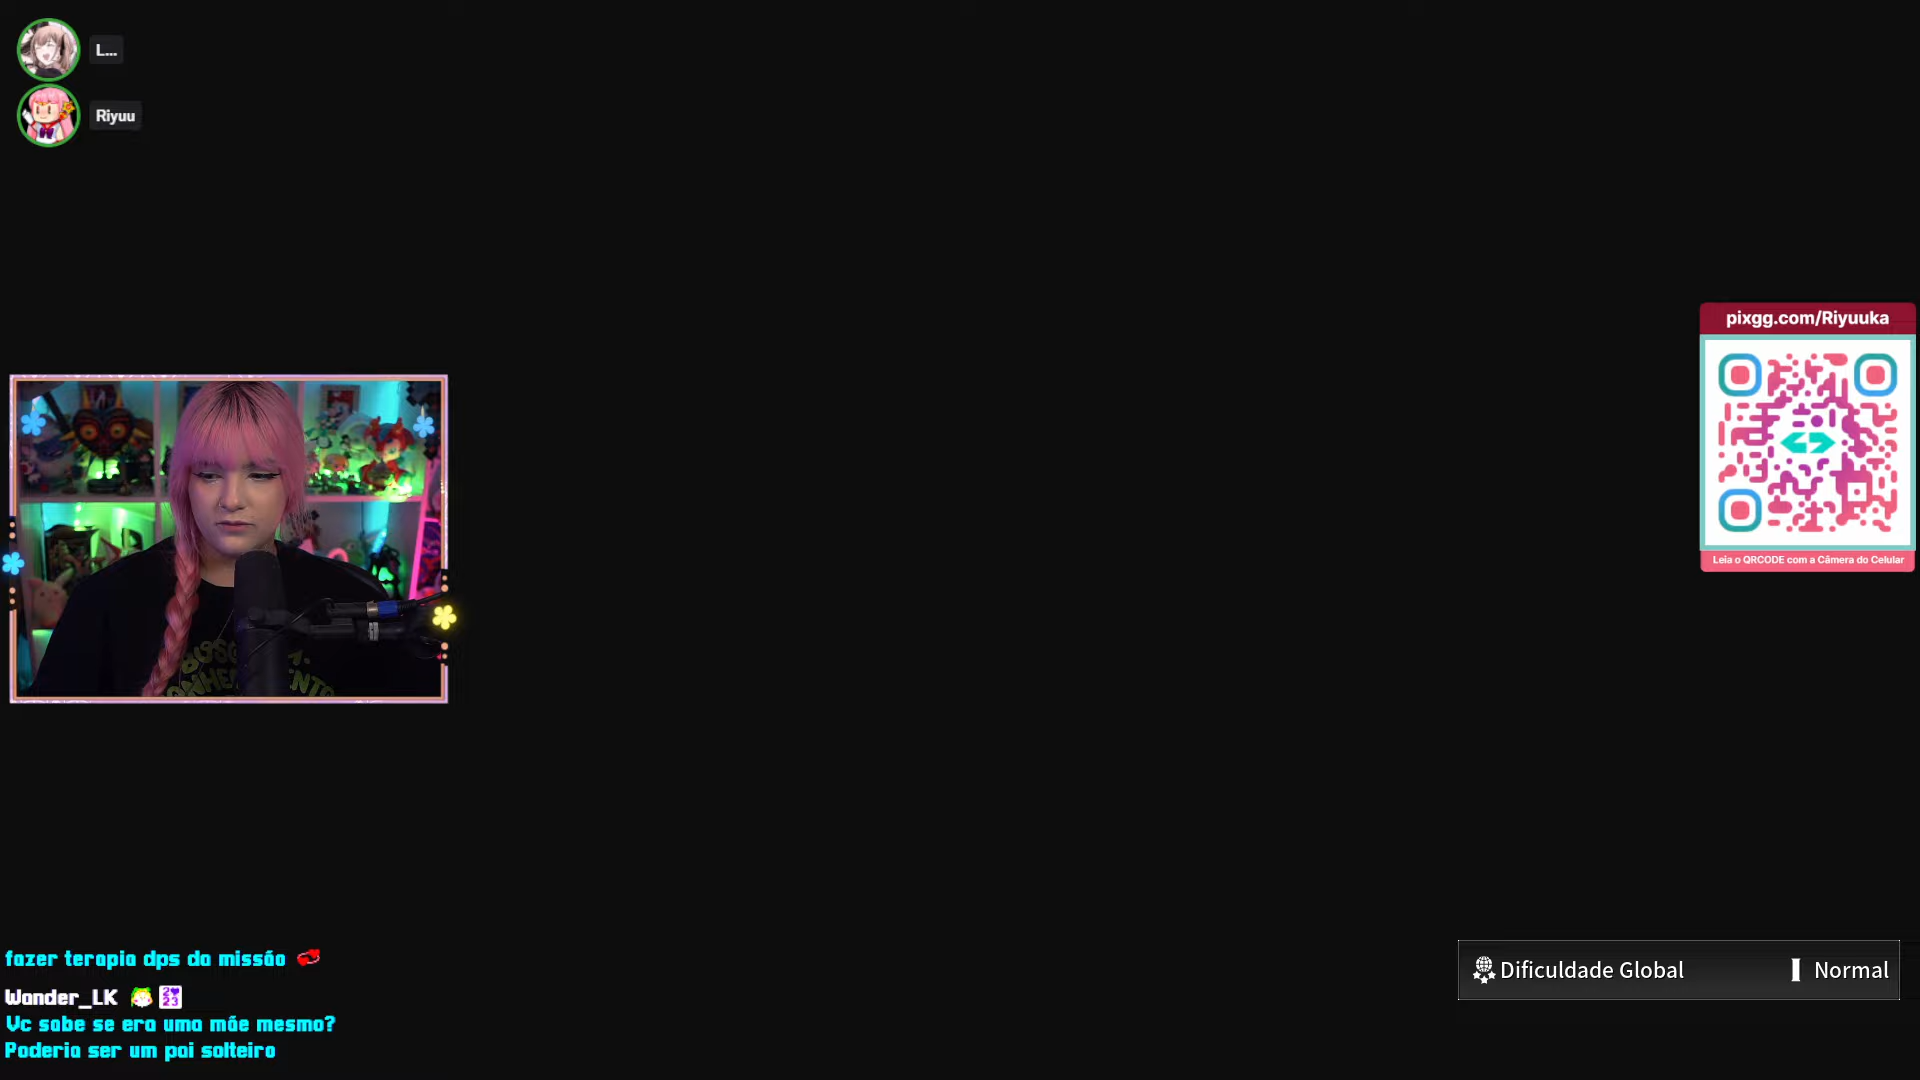 L...
Riyuu
pixgg.com/Riyuuka
Leia o QRCODE com a Câmera do Celular
fazer terapia dps da missão
Wander_LK
Vc sabe se era uma mãe mesmo?
Poderia ser um pai solteiro
Dificuldade Global
Normal